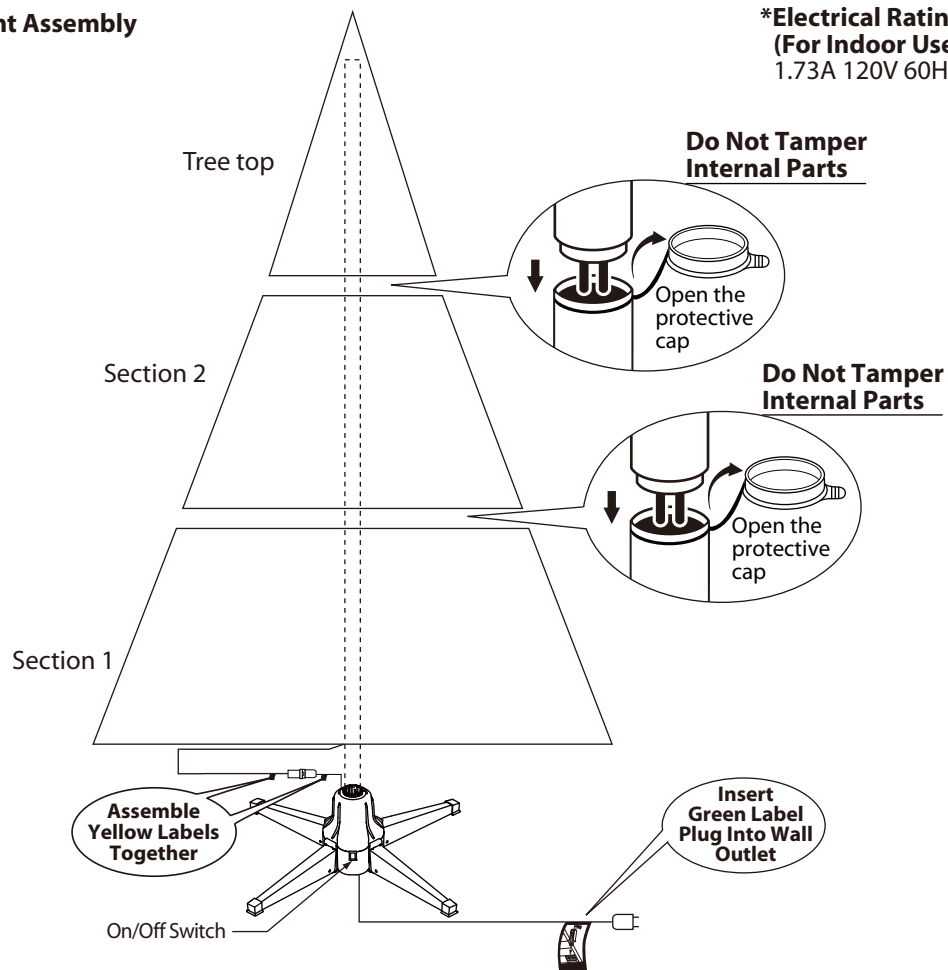 nt Assembly
*Electrical Ratin
(For Indoor Use
1.73A 120V 60H
Do Not Tamper
Internal Parts
Tree top
Open the
protective
cap
Section 2
Do Not Tamper
Internal Parts
Open the
protective
cap
Section 1
Assemble
Yellow Labels
Together
Insert
Green Label
Plug Into Wall
Outlet
On/Off Switch